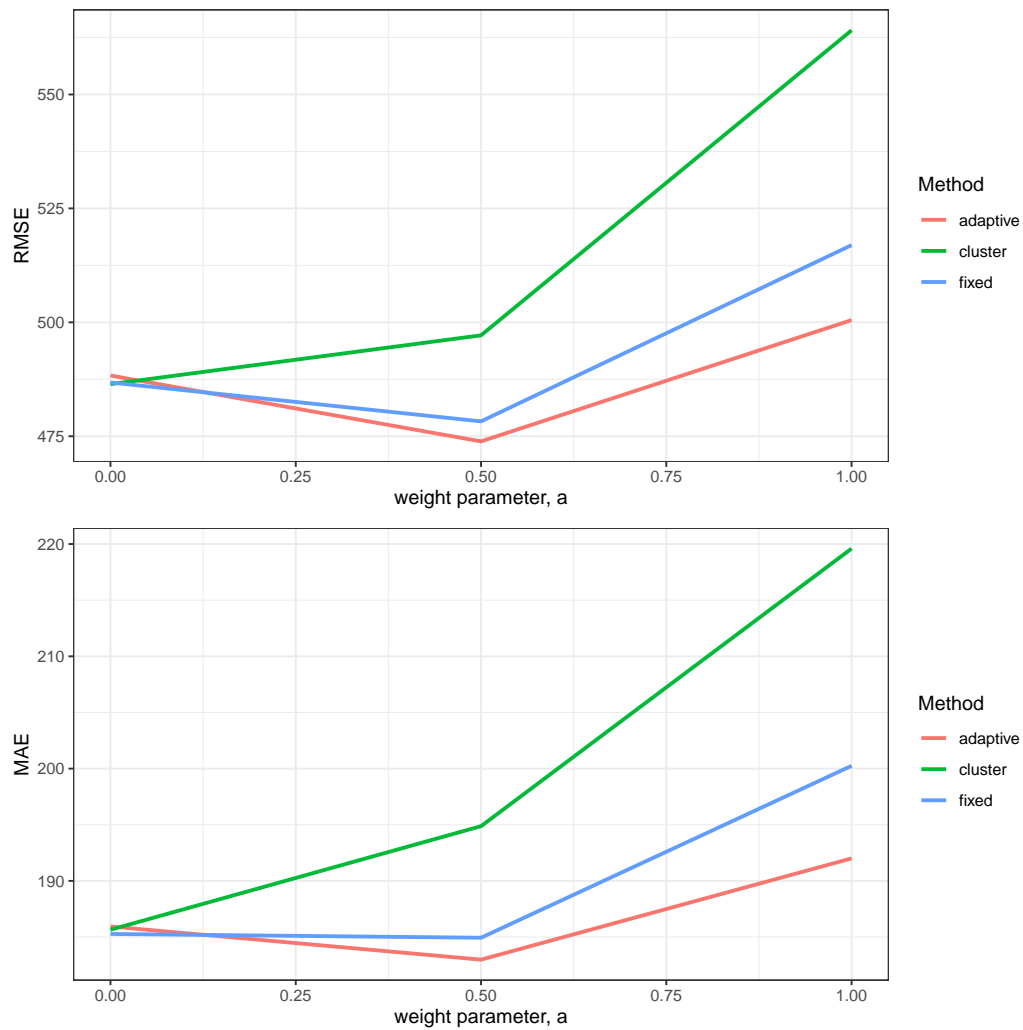 RMSE
550
525
500
475
0.00 0.25 0.50 0.75 1.00
weight parameter, a
Method
adaptive
cluster
fixed
MAE
220
210
200
190
0.00 0.25 0.50 0.75 1.00
weight parameter, a
Method
adaptive
cluster
fixed